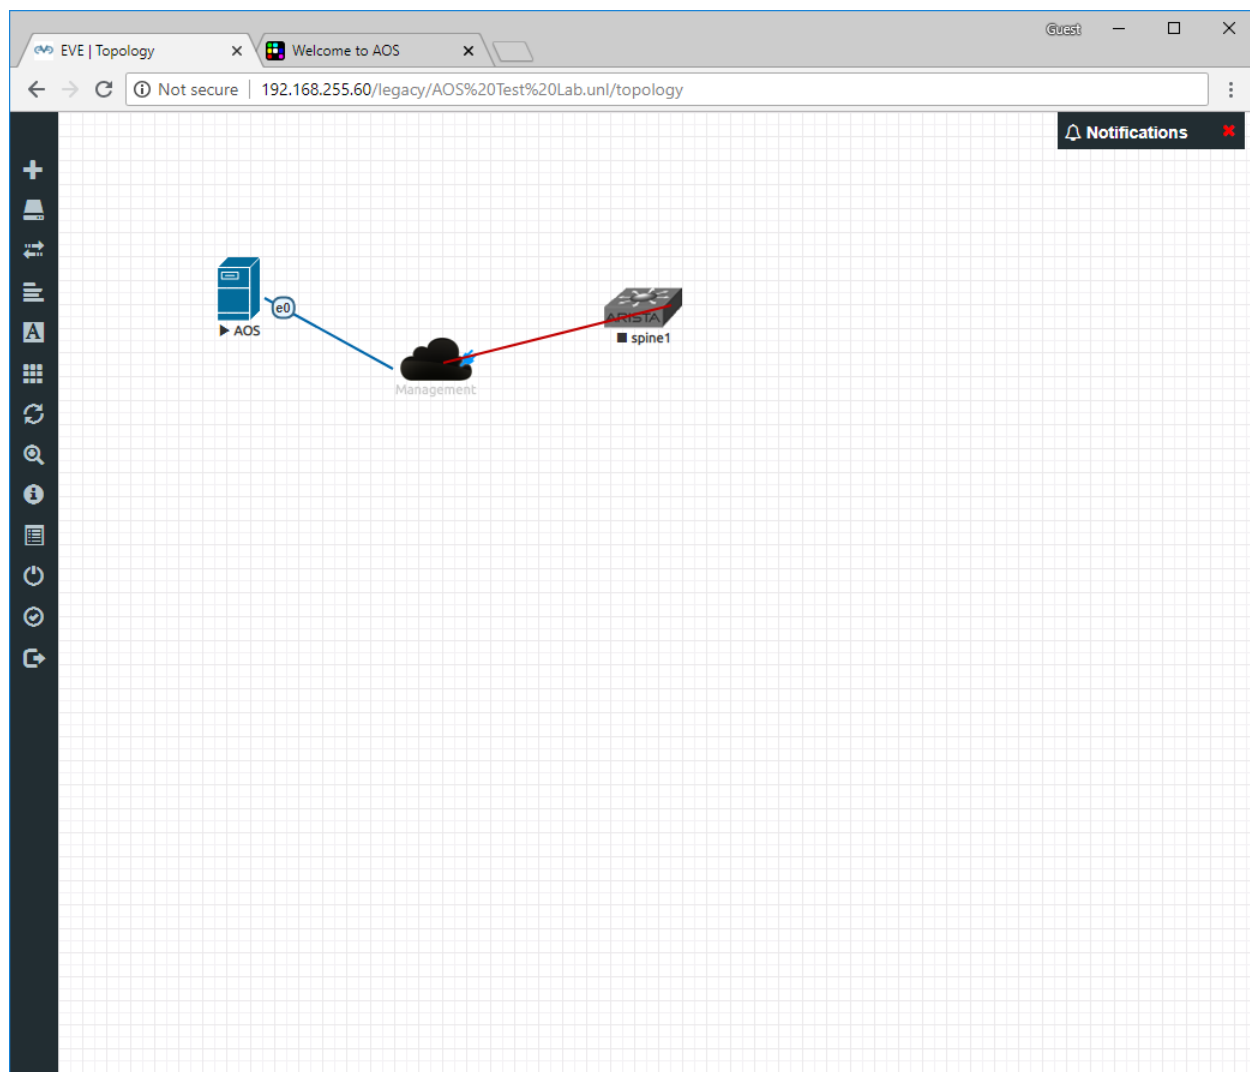 Guest
EVE | Topology
Welcome to AOS
Not secure | 192.168.255.60/legacy/AOS%20Test%20Lab.unl/topology
Notifications
e0
AOS
ARISTA
spine1
Management
A